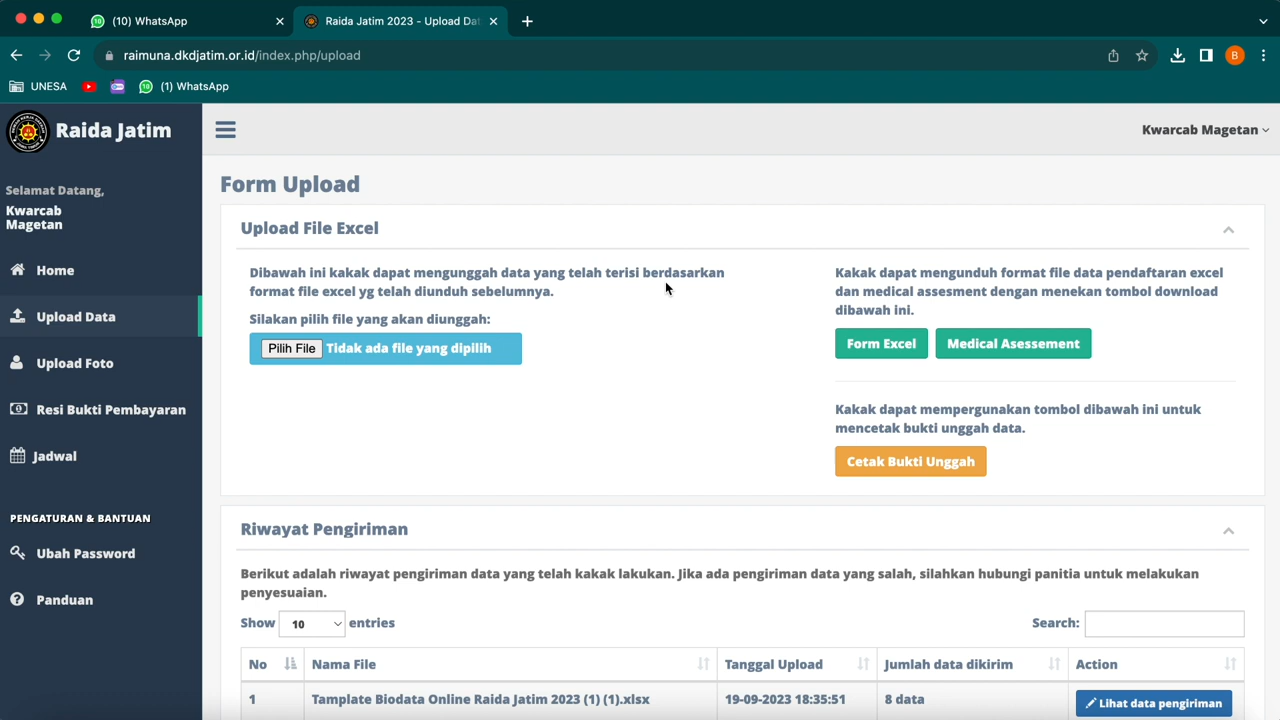 (10) WhatsApp
Raida Jatim 2023 - Upload Dat
raimuna.dkdjatim.or.id/index.php/upload
B
UNESA
(1) WhatsApp
Raida Jatim
Kwarcab Magetan
Selamat Datang,
Kwarcab
Magetan
Home
Upload Data
Upload Foto
Resi Bukti Pembayaran
Jadwal
PENGATURAN & BANTUAN
Ubah Password
Panduan
Form Upload
Upload File Excel
Dibawah ini kakak dapat mengunggah data yang telah terisi berdasarkan
format file excel yg telah diunduh sebelumnya.
Silakan pilih file yang akan diunggah:
Pilih File Tidak ada file yang dipilih
Kakak dapat mengunduh format file data pendaftaran excel
dan medical assesment dengan menekan tombol download
dibawah ini.
Form Excel Medical Asessement
Kakak dapat mempergunakan tombol dibawah ini untuk
mencetak bukti unggah data.
Cetak Bukti Unggah
Riwayat Pengiriman
Berikut adalah riwayat pengiriman data yang telah kakak lakukan. Jika ada pengiriman data yang salah, silahkan hubungi panitia untuk melakukan
penyesuaian.
Show 10 entries Search:
No Nama File Tanggal Upload Jumlah data dikirim Action
1 Tamplate Biodata Online Raida Jatim 2023 (1) (1).xlsx 19-09-2023 18:35:51 8 data Lihat data pengiriman